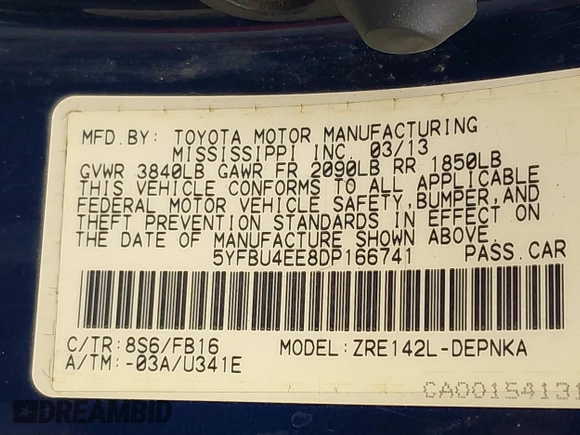 MFD.BY: TOYOTA MOTOR MANUFACTURING
MISSISSIPPI INC. 03/13
GVWR 3840LB GAWR FR 2090LB RR 1850LB
THIS VEHICLE CONFORMS TO ALL APPLICABLE
FEDERAL MOTOR VEHICLE SAFETY,BUMPER,AND
THEFT PREVENTION STANDARDS IN EFFECT ON
THE DATE OF MANUFACTURE SHOWN ABOVE.
5YFBU4EE8DP166741 PASS.CAR
C/TR:8S6/FB16 MODEL:ZRE142L-DEPNKA
A/TM:-03A/U341E
CA00154131
DREAMBID